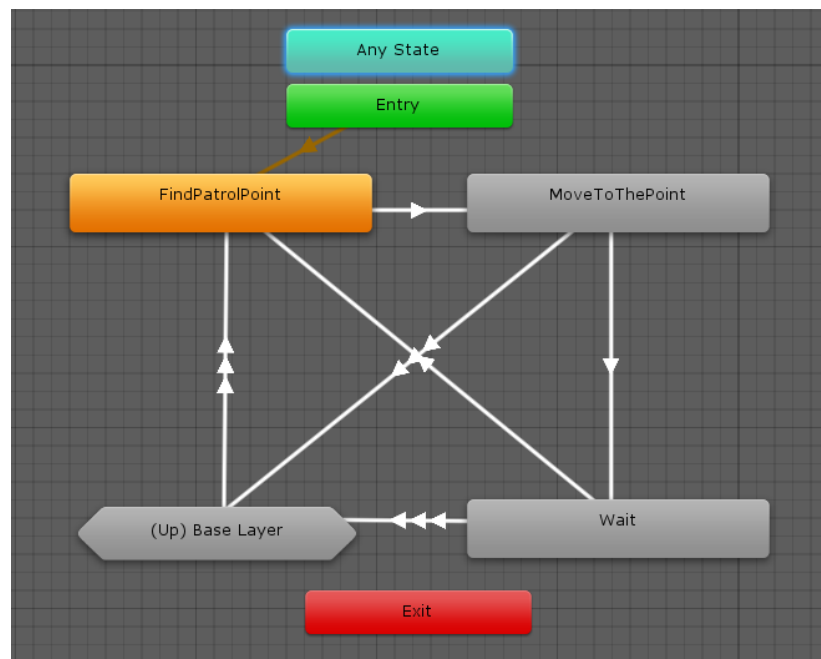 Any State
Entry
FindPatrolPoint
MoveToThePoint
(Up) Base Layer
Wait
Exit